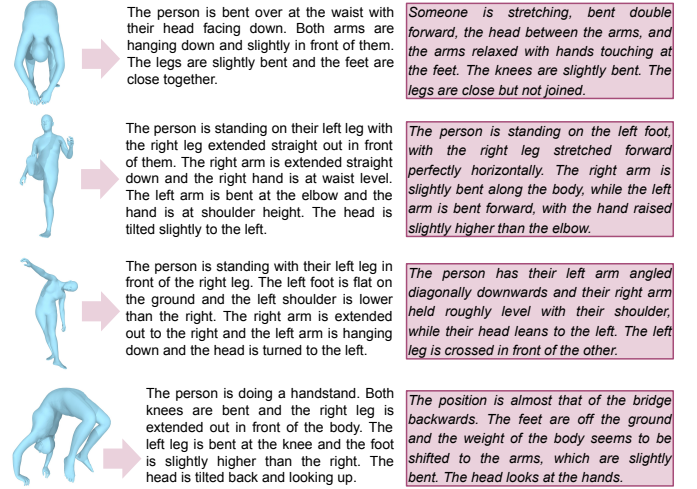 The person is bent over at the waist with
their head facing down. Both arms are
hanging down and slightly in front of them.
The legs are slightly bent and the feet are
close together.
Someone is stretching, bent double
forward, the head between the arms, and
the arms relaxed with hands touching at
the feet. The knees are slightly bent. The
legs are close but not joined.
The person is standing on their left leg with
the right leg extended straight out in front
of them. The right arm is extended straight
down and the right hand is at waist level.
The left arm is bent at the elbow and the
hand is at shoulder height. The head is
tilted slightly to the left.
The person is standing on the left foot,
with the right leg stretched forward
perfectly horizontally. The right arm is
slightly bent along the body, while the left
arm is bent forward, with the hand raised
slightly higher than the elbow.
The person is standing with their left leg in
front of the right leg. The left foot is flat on
the ground and the left shoulder is lower
than the right. The right arm is extended
out to the right and the left arm is hanging
down and the head is turned to the left.
The person has their left arm angled
diagonally downwards and their right arm
held roughly level with their shoulder,
while their head leans to the left. The left
leg is crossed in front of the other.
The person is doing a handstand. Both
knees are bent and the right leg is
extended out in front of the body. The
left leg is bent at the knee and the foot
is slightly higher than the right. The
head is tilted back and looking up.
The position is almost that of the bridge
backwards. The feet are off the ground
and the weight of the body seems to be
shifted to the arms, which are slightly
bent. The head looks at the hands.